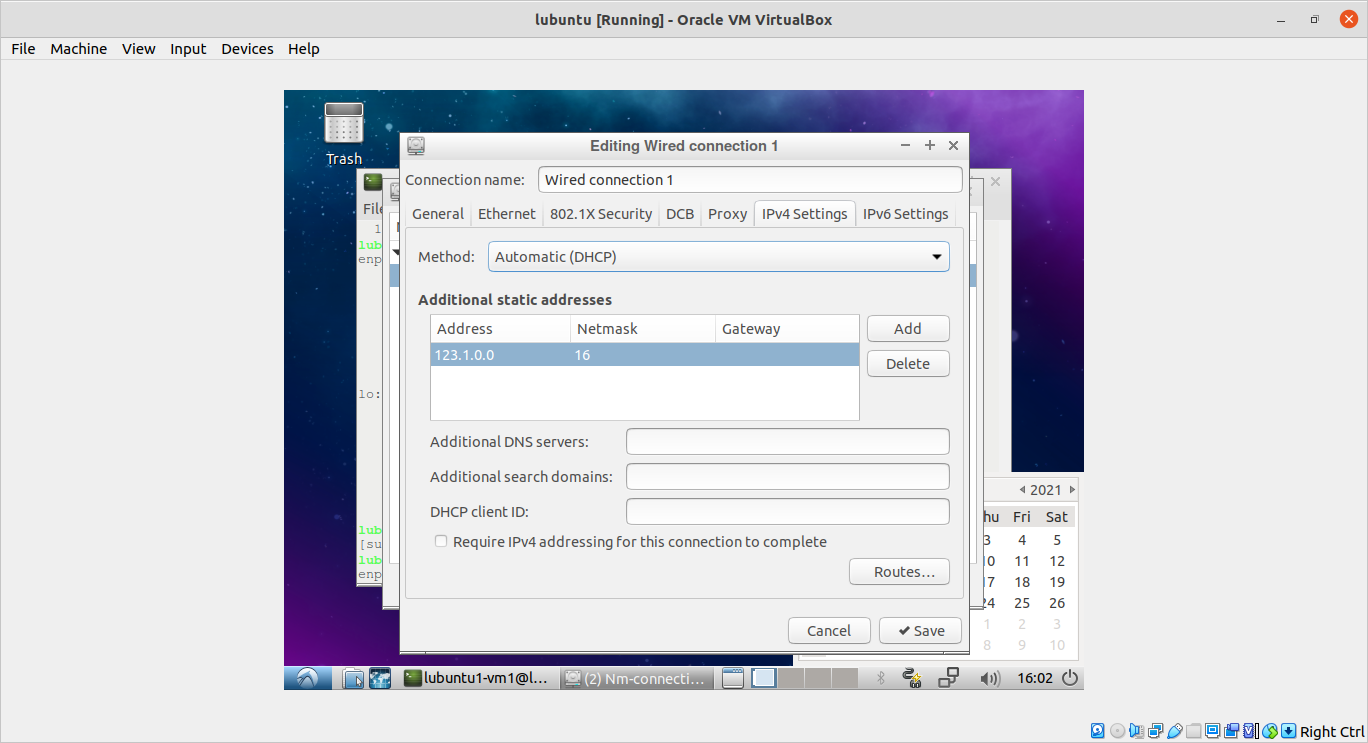 lubuntu [Running] - Oracle VM VirtualBox
File Machine View Input Devices Help
Trash
Editing Wired connection 1
Connection name: Wired connection 1
File
General Ethernet 802.1X Security DCB Proxy IPv4 Settings IPv6 Settings
1
lub
enp
Method: Automatic (DHCP)
Additional static addresses
Address Netmask Gateway Add
123.1.0.0 16
Delete
lo:
Additional DNS servers:
Additional search domains:
DHCP client ID:
Require IPv4 addressing for this connection to complete
Routes...
lub
[su
lub
enp
2021
hu Fri Sat
3 4 5
10 11 12
17 18 19
24 25 26
1 2 3
8 9 10
Cancel Save
lubuntu1-vm1@l... (2) Nm-connecti... 16:02
Right Ctrl